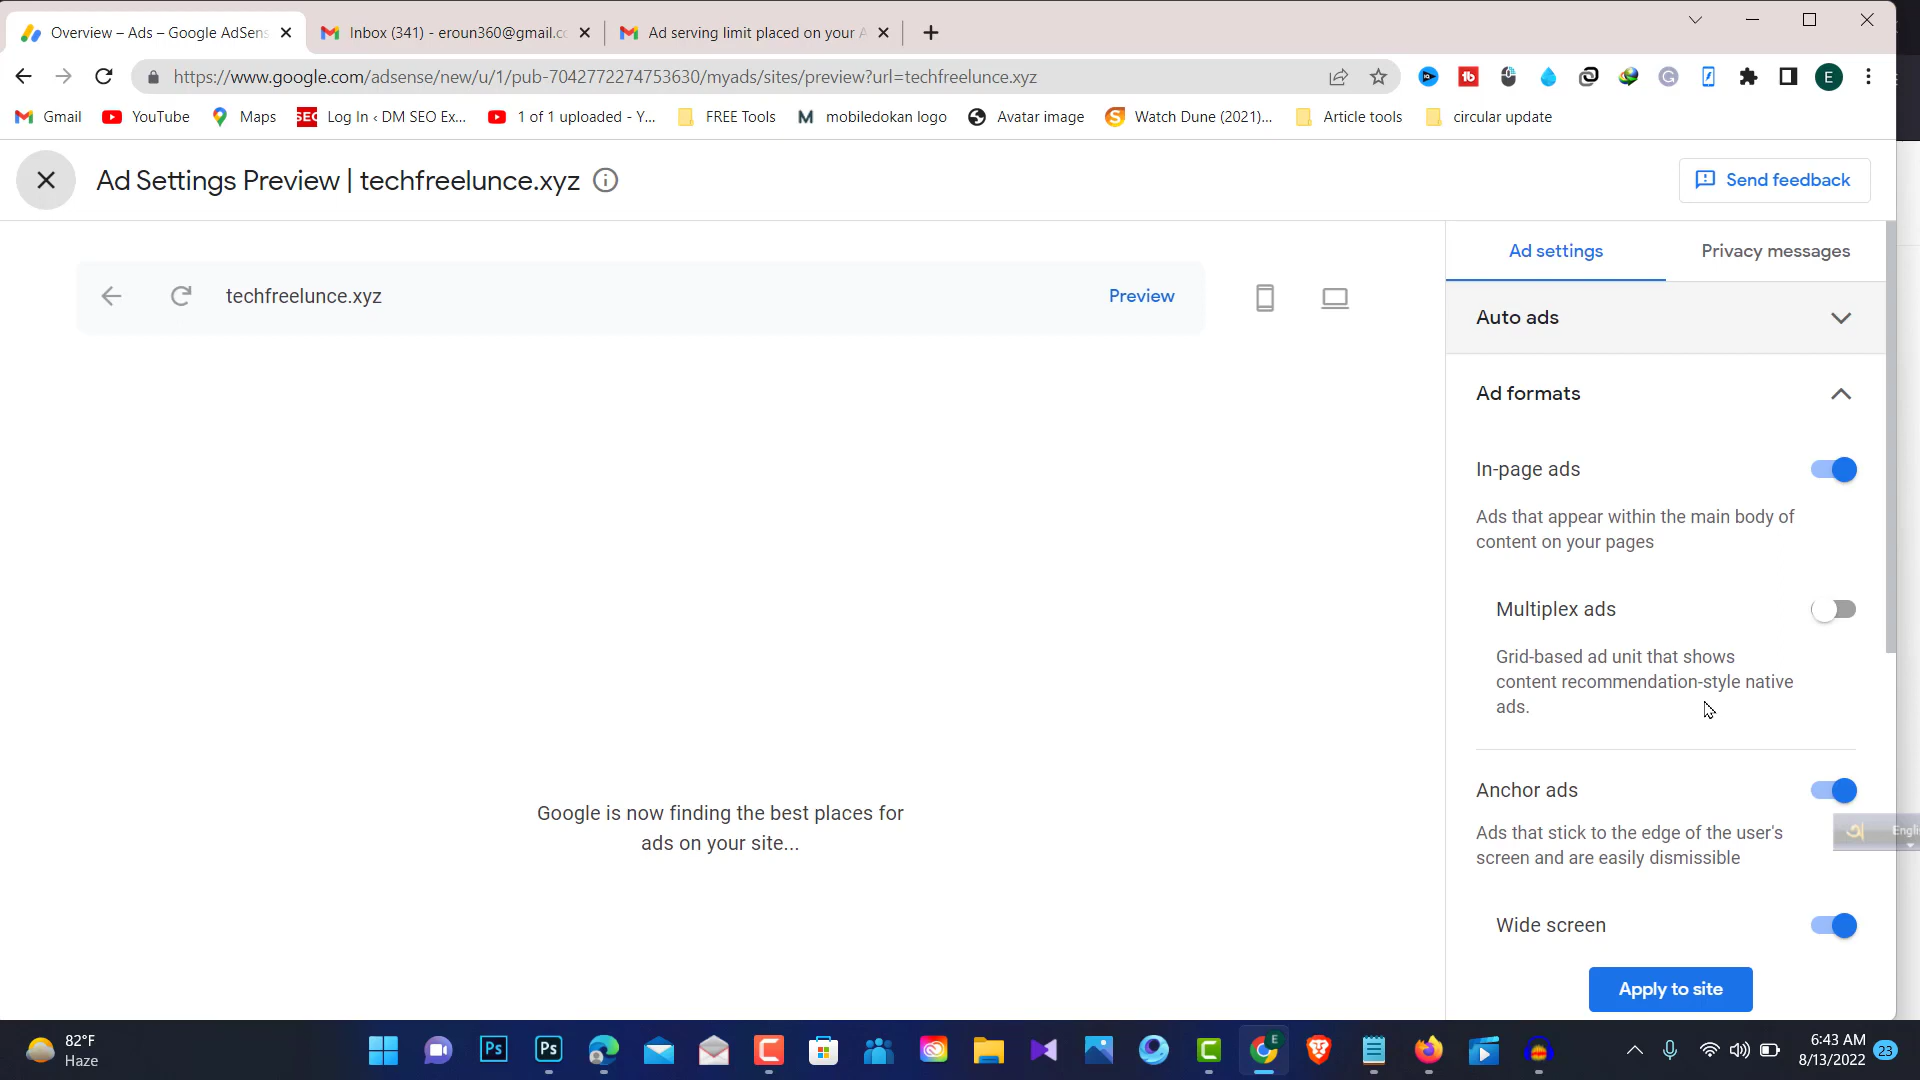 Overview – Ads – Google AdSens
Inbox (341) - eroun360@gmail.cc
Ad serving limit placed on your A
https://www.google.com/adsense/new/u/1/pub-7042772274753630/myads/sites/preview?url=techfreelunce.xyz
E
Gmail
YouTube
Maps
SEC
Log In ‹ DM SEO Ex...
1 of 1 uploaded - Y...
FREE Tools
M
mobiledokan logo
Avatar image
Watch Dune (2021)...
Article tools
circular update
Ad Settings Preview | techfreelunce.xyz
Send feedback
techfreelunce.xyz
Preview
Ad settings
Privacy messages
Auto ads
Ad formats
In-page ads
Ads that appear within the main body of
content on your pages
Multiplex ads
Grid-based ad unit that shows
content recommendation-style native
ads.
Google is now finding the best places for
ads on your site...
Anchor ads
Ads that stick to the edge of the user's
screen and are easily dismissible
Englis
Wide screen
Apply to site
82°F
Haze
Ps
Ps
6:43 AM
8/13/2022
23